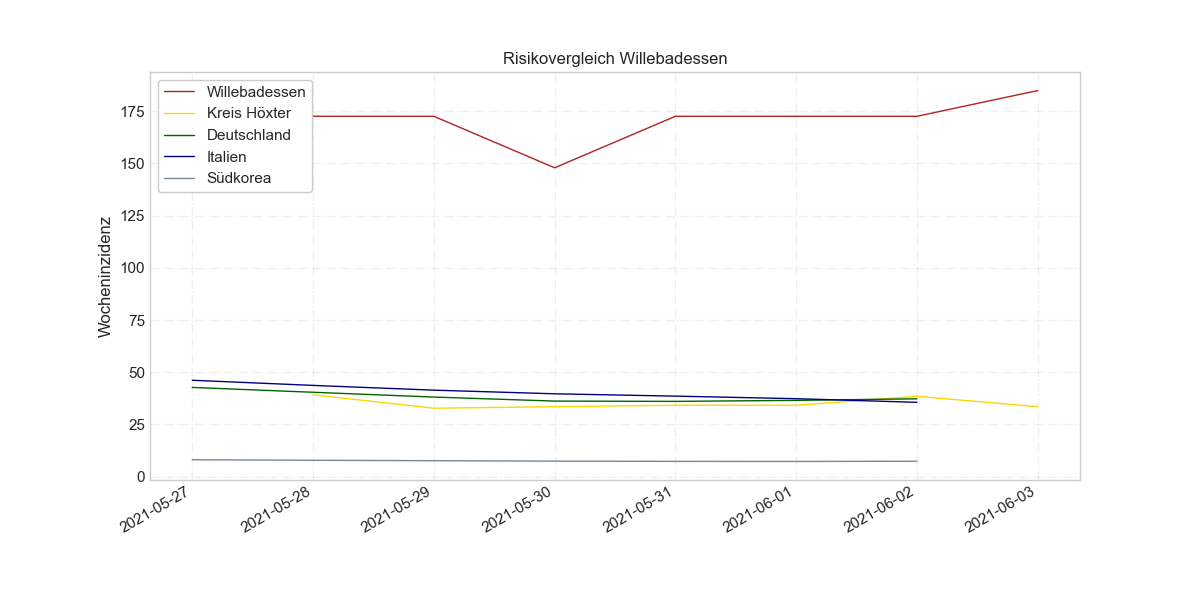 Risikovergleich Willebadessen
Willebadessen
Kreis Höxter
Deutschland
Italien
Südkorea
Wocheninzidenz
175
150
125
100
75
50
25
0
2021-05-27
2021-05-28
2021-05-29
2021-05-30
2021-05-31
2021-06-01
2021-06-02
2021-06-03